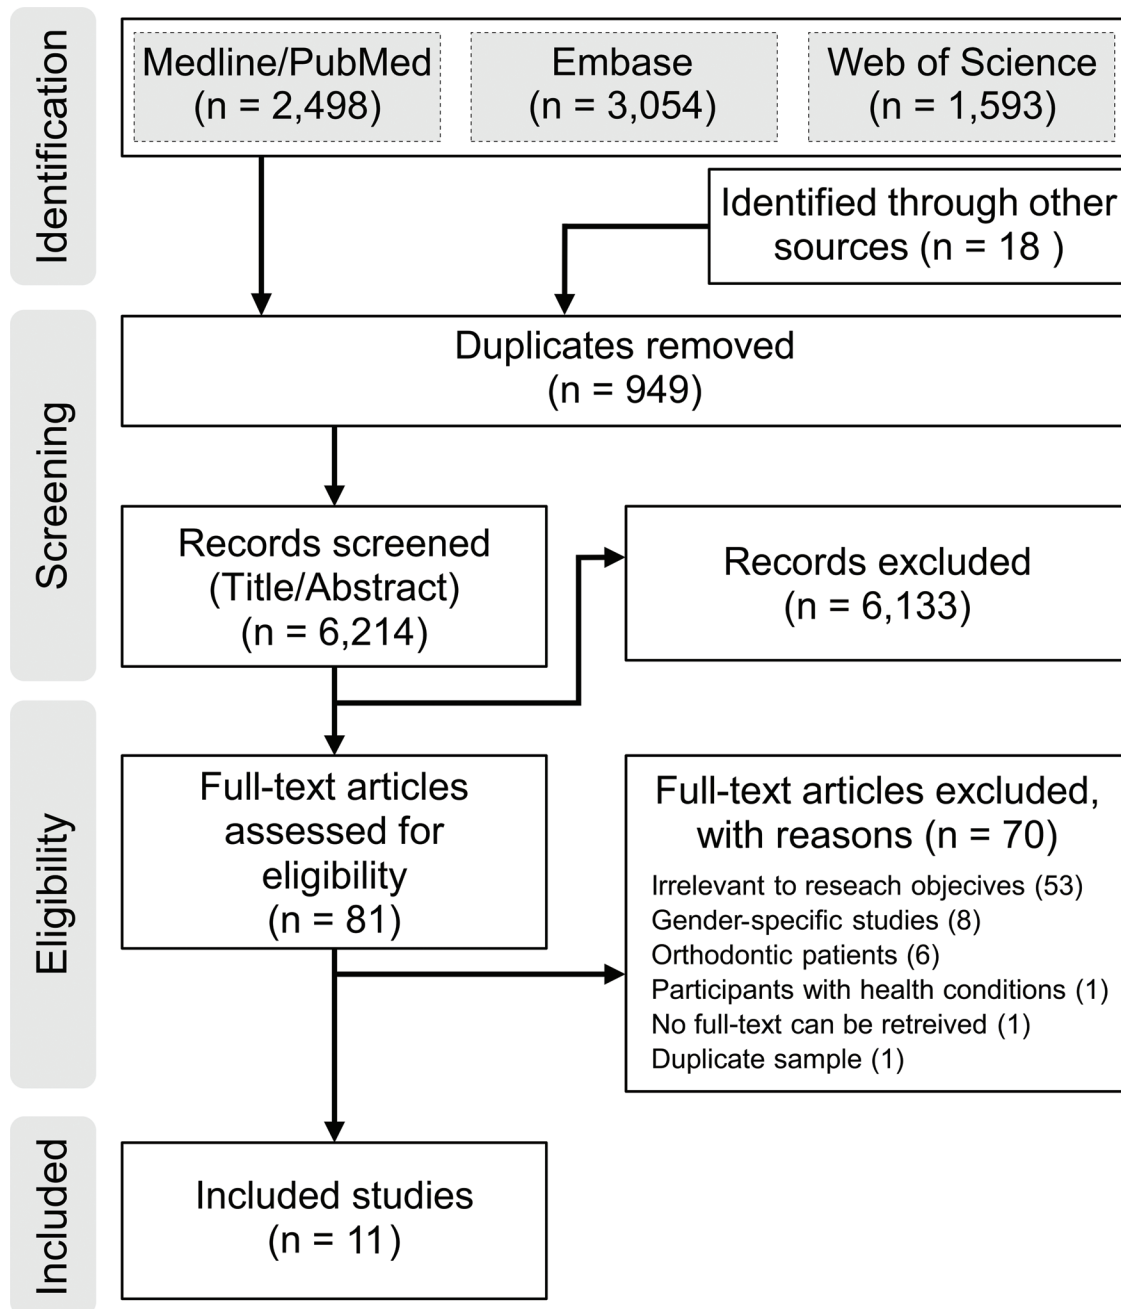 Identification
Medline/PubMed
(n = 2,498)
Embase
(n = 3,054)
Web of Science
(n = 1,593)
Identified through other
sources (n = 18 )
Screening
Duplicates removed
(n = 949)
Records screened
(Title/Abstract)
(n = 6,214)
Records excluded
(n = 6,133)
Eligibility
Full-text articles
assessed for
eligibility
(n = 81)
Full-text articles excluded,
with reasons (n = 70)
Irrelevant to reseach objecives (53)
Gender-specific studies (8)
Orthodontic patients (6)
Participants with health conditions (1)
No full-text can be retreived (1)
Duplicate sample (1)
Included
Included studies
(n = 11)